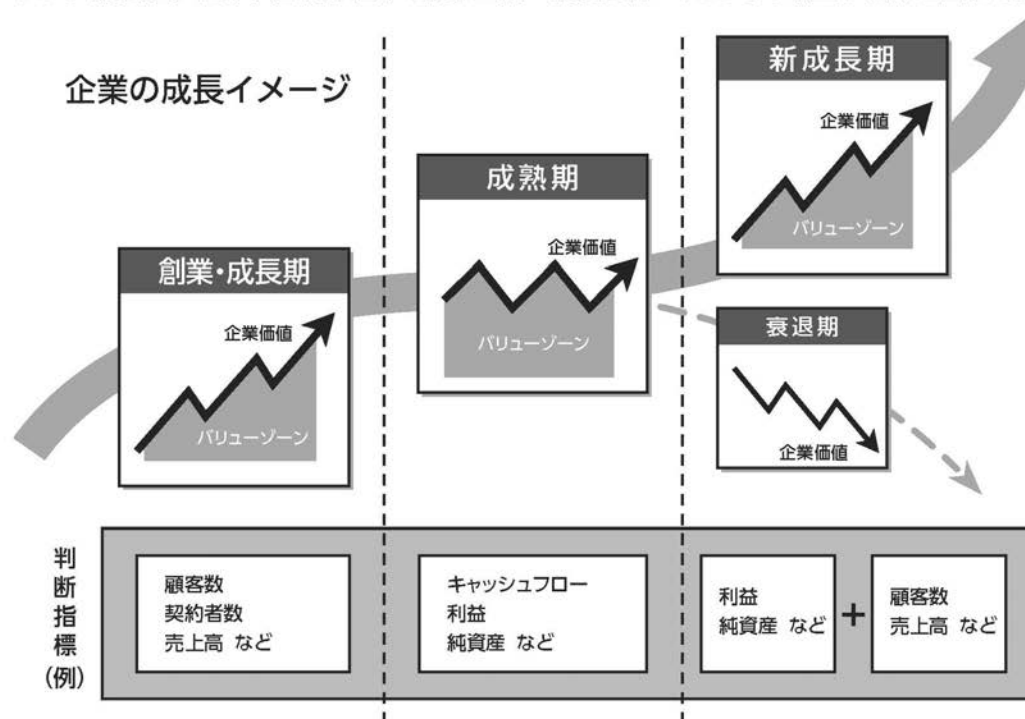 企業の成長イメージ
創業・成長期
企業価値
バリューゾーン
成熟期
企業価値
バリューゾーン
新成長期
企業価値
バリューゾーン
衰退期
企業価値
判断指標(例)
顧客数
契約者数
売上高 など
キャッシュフロー
利益
純資産 など
利益
純資産 など
+
顧客数
売上高 など